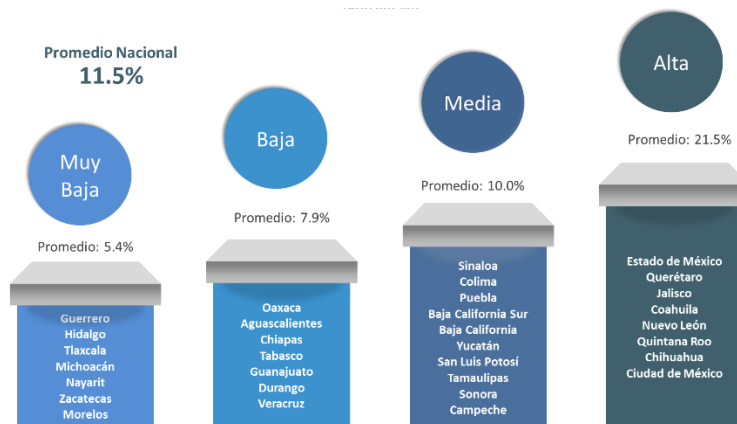 Promedio Nacional
11.5%
Muy
Baja
Promedio: 5.4%
Guerrero
Hidalgo
Tlaxcala
Michoacán
Nayarit
Zacatecas
Morelos
Baja
Promedio: 7.9%
Oaxaca
Aguascalientes
Chiapas
Tabasco
Guanajuato
Durango
Veracruz
Media
Promedio: 10.0%
Sinaloa
Colima
Puebla
Baja California Sur
Baja California
Yucatán
San Luis Potosí
Tamaulipas
Sonora
Campeche
Alta
Promedio: 21.5%
Estado de México
Querétaro
Jalisco
Coahuila
Nuevo León
Quintana Roo
Chihuahua
Ciudad de México